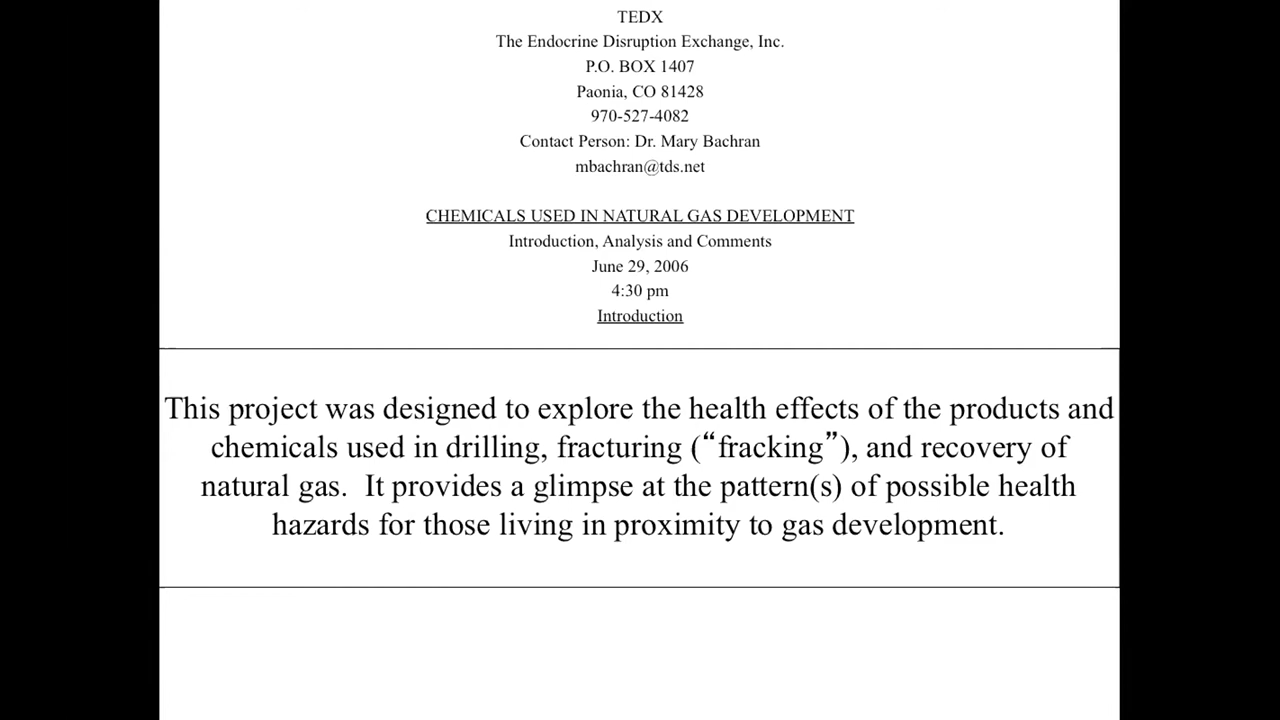 TEDX
The Endocrine Disruption Exchange, Inc.
P.O. BOX 1407
Paonia, CO 81428
970-527-4082
Contact Person: Dr. Mary Bachran
mbachran@tds.net
CHEMICALS USED IN NATURAL GAS DEVELOPMENT
Introduction, Analysis and Comments
June 29, 2006
4:30 pm
Introduction
This project was designed to explore the health effects of the products and
chemicals used in drilling, fracturing (“fracking”), and recovery of
natural gas.  It provides a glimpse at the pattern(s) of possible health
hazards for those living in proximity to gas development.